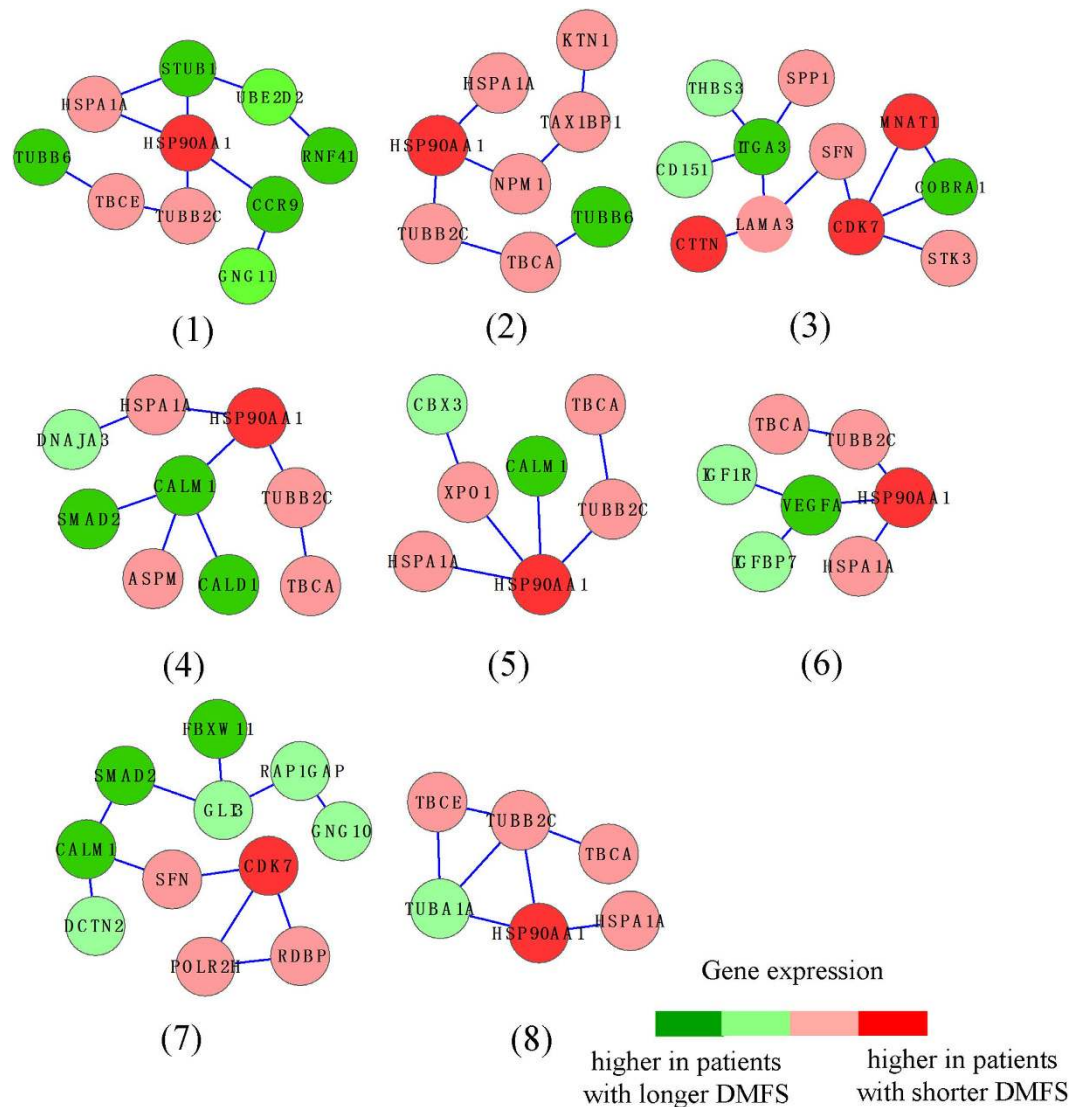 STUB1
HSPA1A
UBE2D2
HSP90AA1
RNF41
TUBB6
TBCE
TUBB2C
CCR9
GNG11
(1)
KTN1
HSPA1A
TAX1BP1
HSP90AA1
NPM1
TUBB6
TUBB2C
TBCA
(2)
THBS3
SPP1
MNAT1
ITGA3
SFN
CD151
COBRA1
LAMA3
CDK7
CTTN
STK3
(3)
HSPA1A
HSP90AA1
DNAJA3
CALM1
TUBB2C
SMAD2
ASPM
CALD1
TBCA
(4)
CBX3
TBCA
CALM1
XPO1
TUBB2C
HSPA1A
HSP90AA1
(5)
TBCA
TUBB2C
IGF1R
VEGFA
HSP90AA1
IGFBP7
HSPA1A
(6)
FBXW11
SMAD2
RAP1GAP
GLI3
GNG10
CALM1
SFN
CDK7
DCTN2
POLR2H
RDBP
(7)
TBCE
TUBB2C
TBCA
TUBA1A
HSP90AA1
HSPA1A
(8)
Gene expression
higher in patients
with longer DMFS
higher in patients
with shorter DMFS